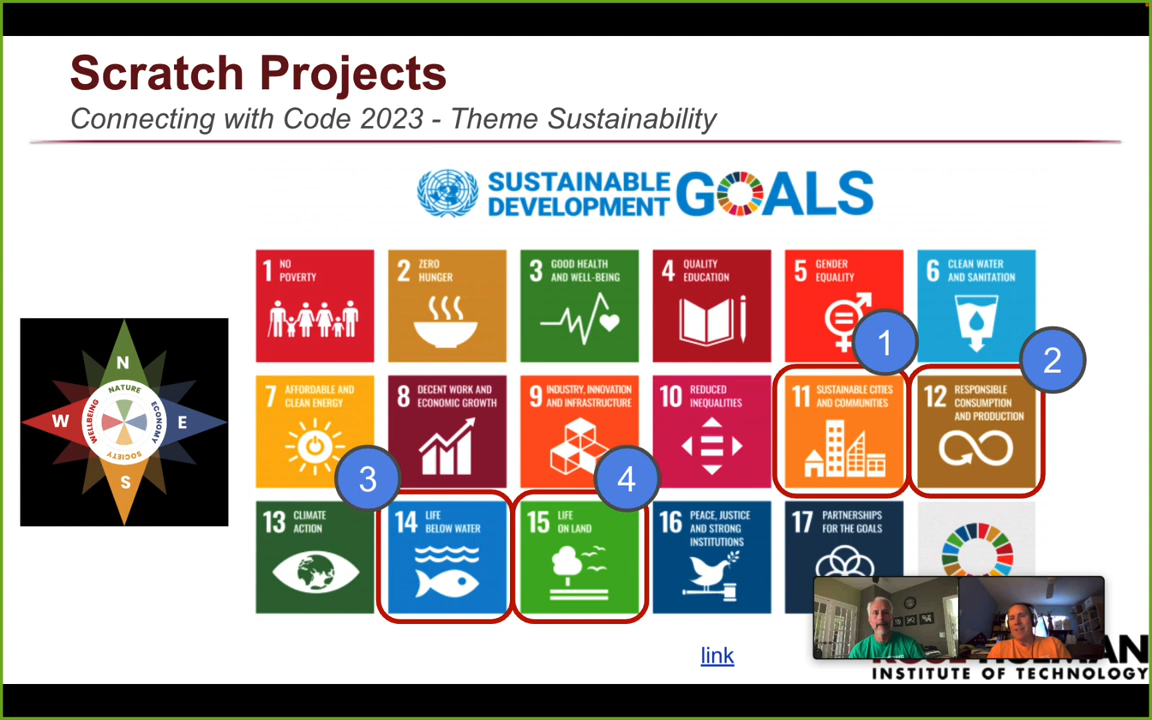 Scratch Projects
Connecting with Code 2023 - Theme Sustainability
SUSTAINABLE
DEVELOPMENT
GOALS
1 NO
POVERTY
2 ZERO
HUNGER
3 GOOD HEALTH
AND WELL-BEING
4 QUALITY
EDUCATION
5 GENDER
EQUALITY
6 CLEAN WATER
AND SANITATION
1
2
7 AFFORDABLE AND
CLEAN ENERGY
8 DECENT WORK AND
ECONOMIC GROWTH
9 INDUSTRY, INNOVATION
AND INFRASTRUCTURE
10 REDUCED
INEQUALITIES
11 SUSTAINABLE CITIES
AND COMMUNITIES
12 RESPONSIBLE
CONSUMPTION
AND PRODUCTION
N
NATURE
W
WELLBEING
ECONOMY
E
SOCIETY
S
3
4
13 CLIMATE
ACTION
14 LIFE
BELOW WATER
15 LIFE
ON LAND
16 PEACE, JUSTICE
AND STRONG
INSTITUTIONS
17 PARTNERSHIPS
FOR THE GOALS
link
INSTITUTE OF TECHNOLOGY